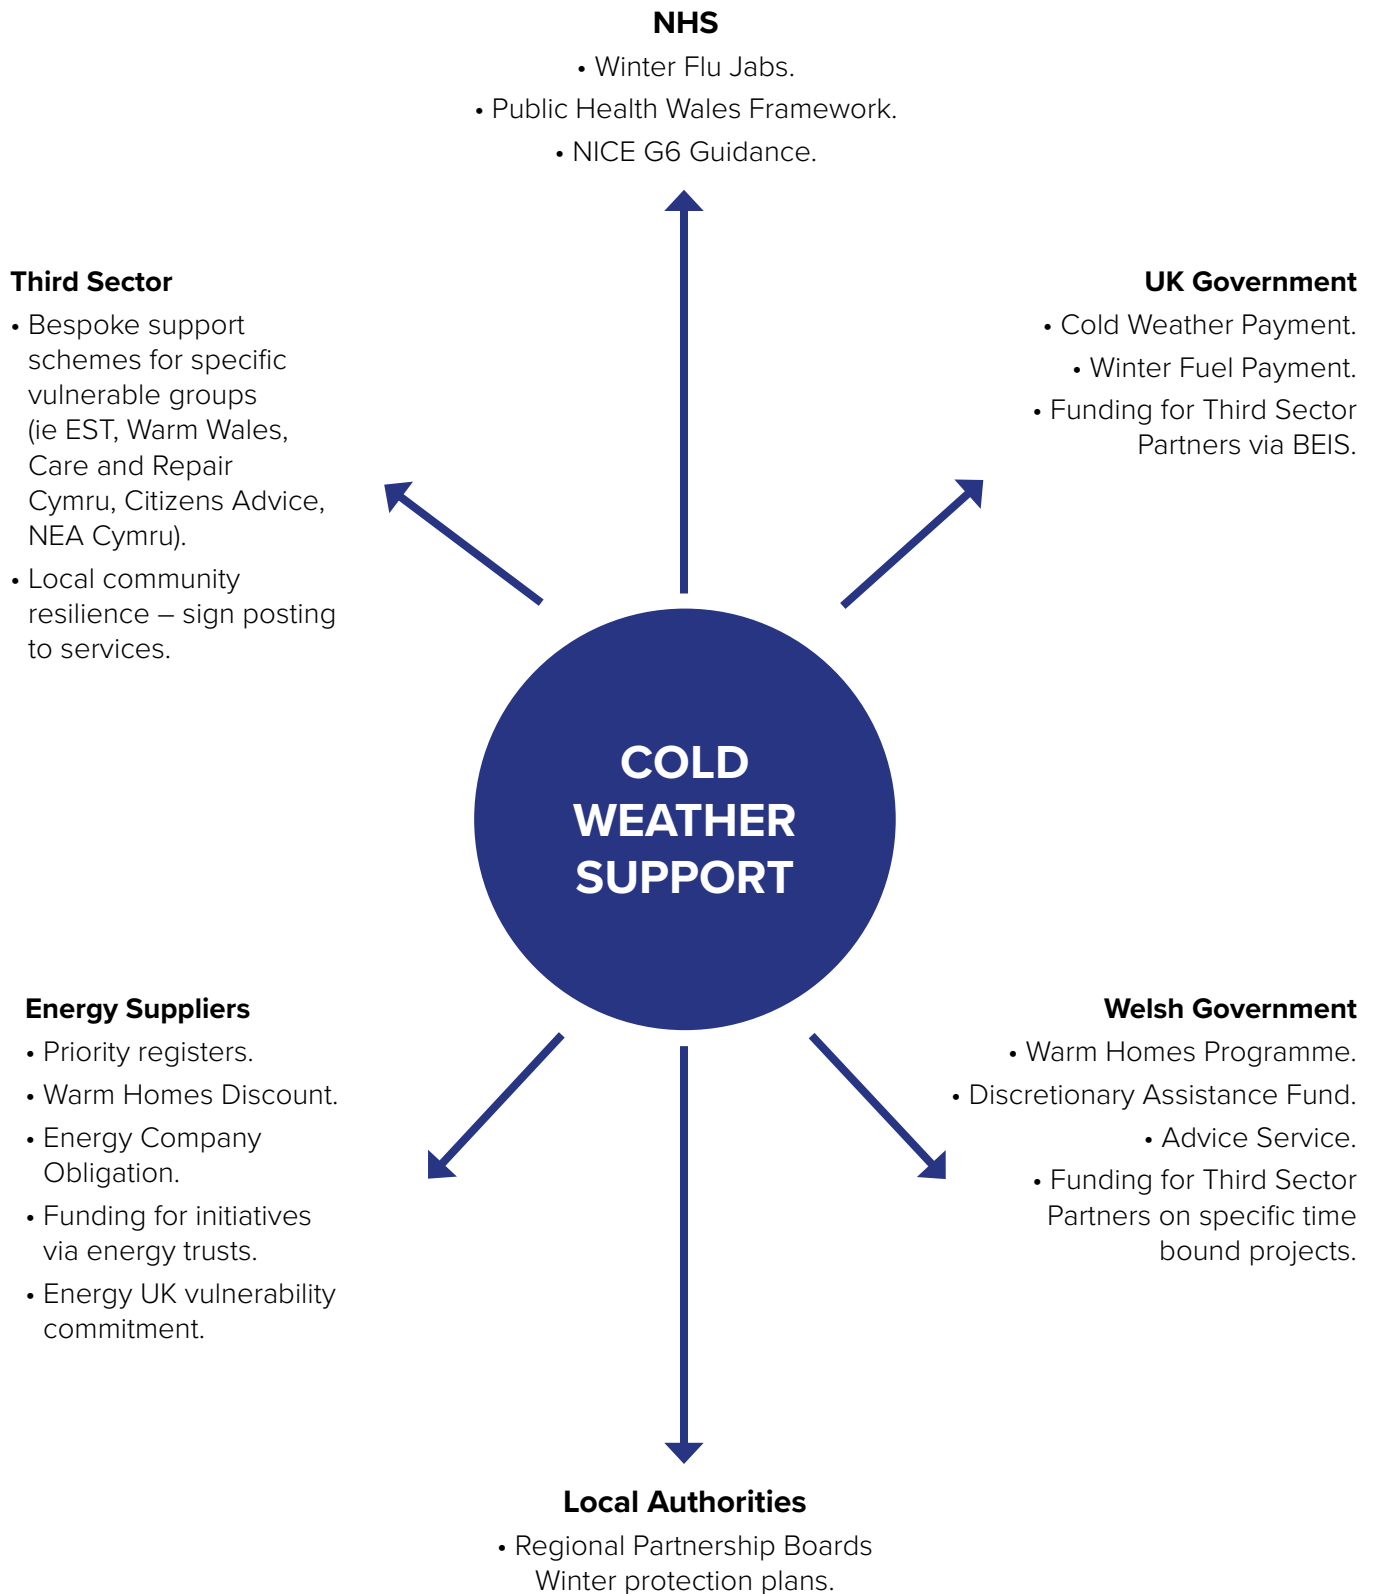 NHS
• Winter Flu Jabs.
• Public Health Wales Framework.
• NICE G6 Guidance.
Third Sector
• Bespoke support
schemes for specific
vulnerable groups
(ie EST, Warm Wales,
Care and Repair
Cymru, Citizens Advice,
NEA Cymru).
• Local community
resilience – sign posting
to services.
UK Government
• Cold Weather Payment.
• Winter Fuel Payment.
• Funding for Third Sector
Partners via BEIS.
COLD
WEATHER
SUPPORT
Energy Suppliers
• Priority registers.
• Warm Homes Discount.
• Energy Company
Obligation.
• Funding for initiatives
via energy trusts.
• Energy UK vulnerability
commitment.
Welsh Government
• Warm Homes Programme.
• Discretionary Assistance Fund.
• Advice Service.
• Funding for Third Sector
Partners on specific time
bound projects.
Local Authorities
• Regional Partnership Boards
Winter protection plans.